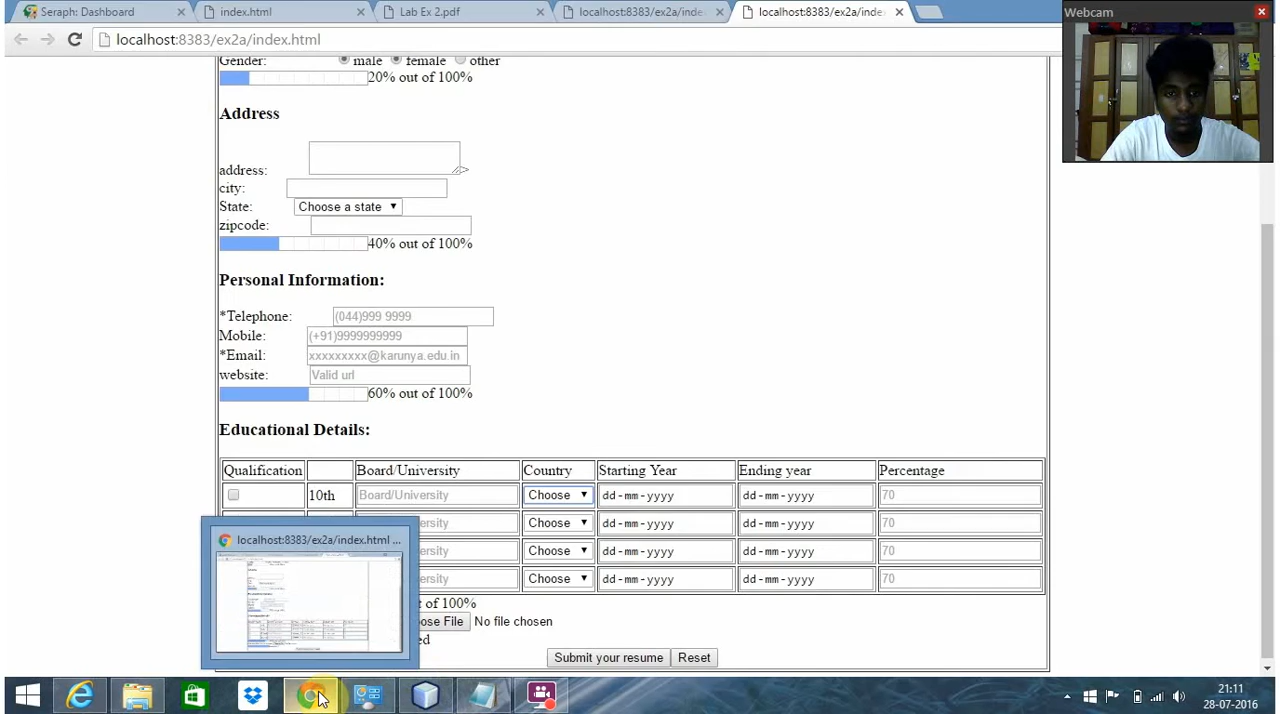 Seraph: Dashboard
index.html
Lab Ex 2.pdf
localhost:8383/ex2a/inde
localhost:8383/ex2a/inde
Webcam
localhost:8383/ex2a/index.html
Gender: male female other
20% out of 100%
Address
address:
city:
State: Choose a state
zipcode:
40% out of 100%
Personal Information:
*Telephone: (044)999 9999
Mobile: (+91)9999999999
*Email: xxxxxxxxx@karunya.edu.in
website: Valid url
60% out of 100%
Educational Details:
Qualification Board/University Country Starting Year Ending year Percentage
10th Board/University Choose dd-mm-yyyy dd-mm-yyyy 70
Choose dd-mm-yyyy dd-mm-yyyy 70
Choose dd-mm-yyyy dd-mm-yyyy 70
Choose dd-mm-yyyy dd-mm-yyyy 70
localhost:8383/ex2a/index.html ...
of 100%
File No file chosen
Submit your resume Reset
21:11
28-07-2016